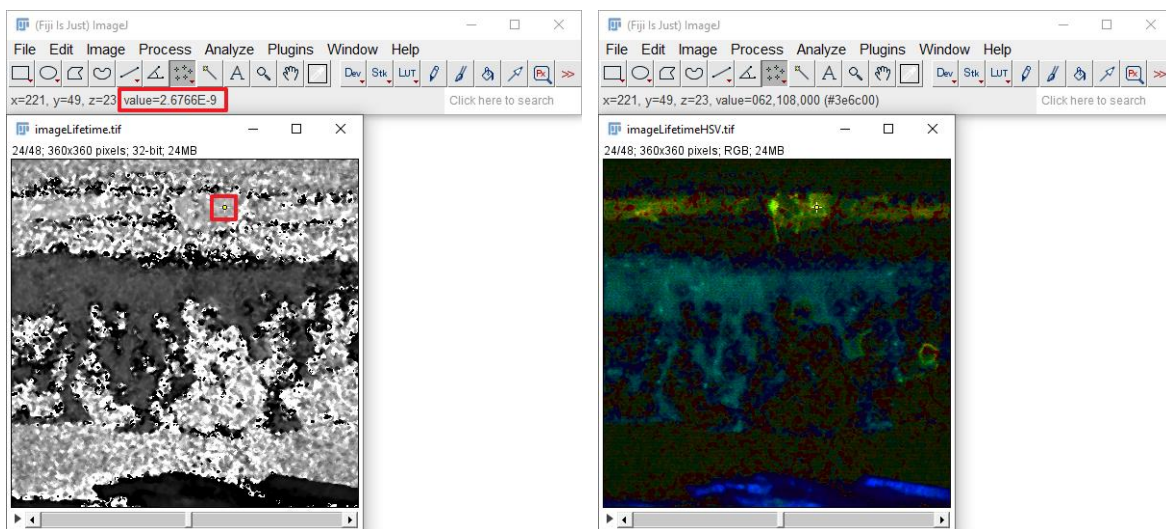 (Fiji Is Just) ImageJ
File Edit Image Process Analyze Plugins Window Help
A Dev Stk LUT Px >>
x=221, y=49, z=23, value=2.6766E-9 Click here to search
imageLifetime.tif
24/48; 360x360 pixels; 32-bit; 24MB
(Fiji Is Just) ImageJ
File Edit Image Process Analyze Plugins Window Help
A Dev Stk LUT Px >>
x=221, y=49, z=23, value=062,108,000 (#3e6c00) Click here to search
imageLifetimeHSV.tif
24/48; 360x360 pixels; RGB; 24MB